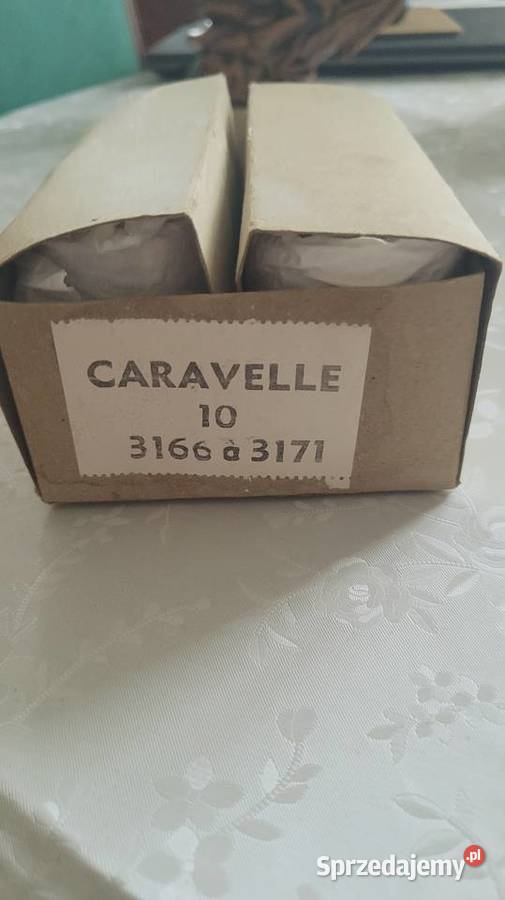 CARAVELLE
10
3166 à 3171
Sprzedajemy.pl